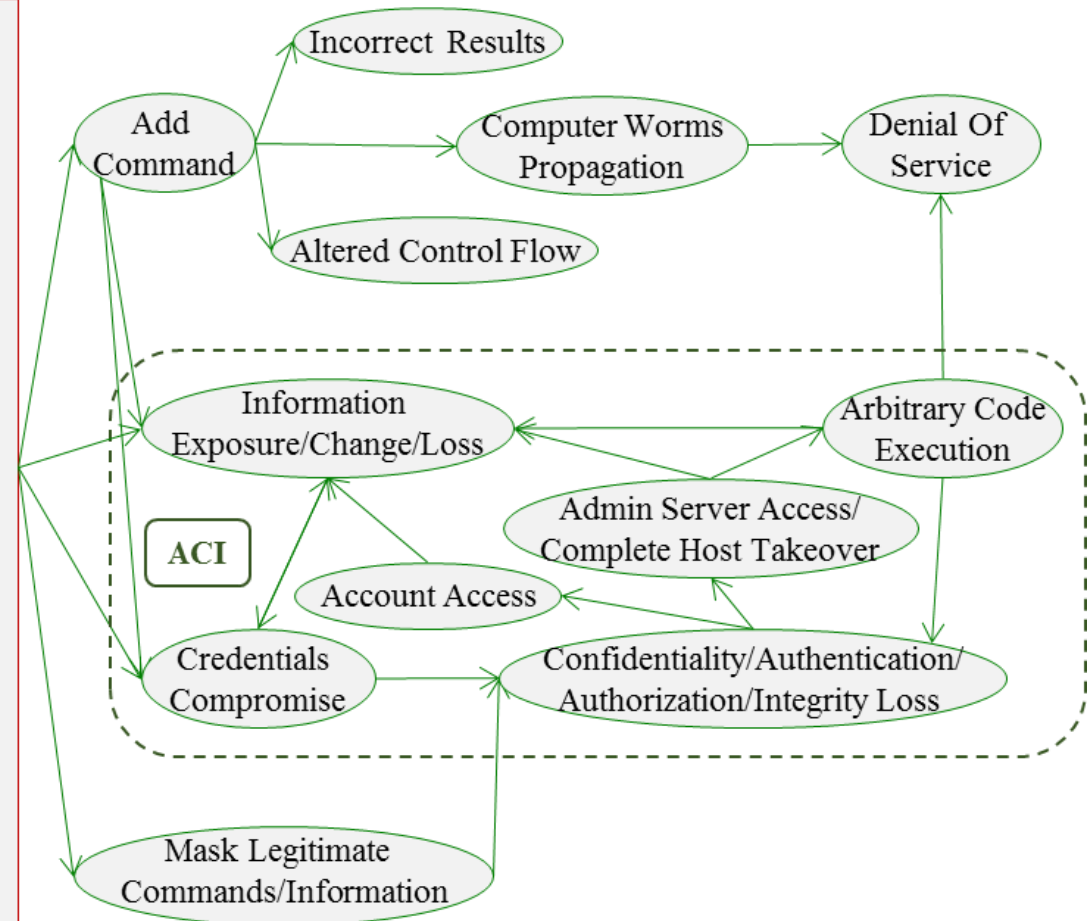 Incorrect Results
Add
Command
Computer Worms
Propagation
Denial Of
Service
Altered Control Flow
Information
Exposure/Change/Loss
Arbitrary Code
Execution
Admin Server Access/
Complete Host Takeover
ACI
Account Access
Credentials
Compromise
Confidentiality/Authentication/
Authorization/Integrity Loss
Mask Legitimate
Commands/Information